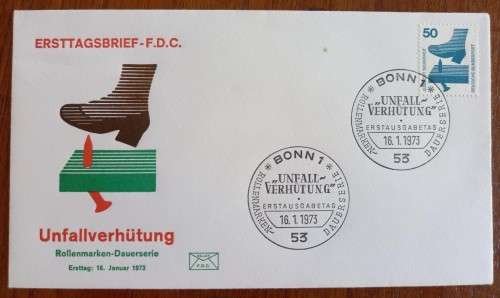 ERSTTAGSBRIEF-F.D.C.
50
DEUTSCHE BUNDESPOST
BONN 1
„UNFALL-
VERHÜTUNG"
ERSTAUSGABETAG
16.1.1973
53
ROLLENMARKEN-
DAUERSERIE
BONN 1
„UNFALL-
VERHÜTUNG"
ERSTAUSGABETAG
16.1.1973
53
ROLLENMARKEN-
DAUERSERIE
Unfallverhütung
Rollenmarken-Dauerserie
Ersttag: 16. Januar 1973
F.D.C.